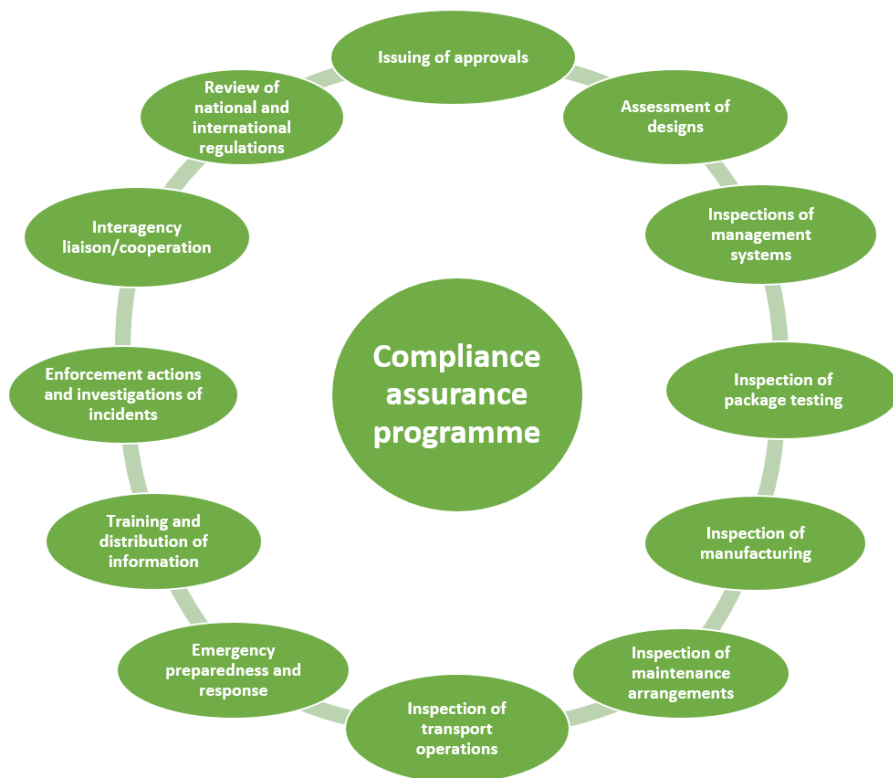 Issuing of approvals
Assessment of
designs
Inspections of
management
systems
Inspection of
package testing
Inspection of
manufacturing
Inspection of
maintenance
arrangements
Inspection of
transport
operations
Emergency
preparedness and
response
Training and
distribution of
information
Enforcement actions
and investigations of
incidents
Interagency
liaison/cooperation
Review of
national and
international
regulations
Compliance
assurance
programme